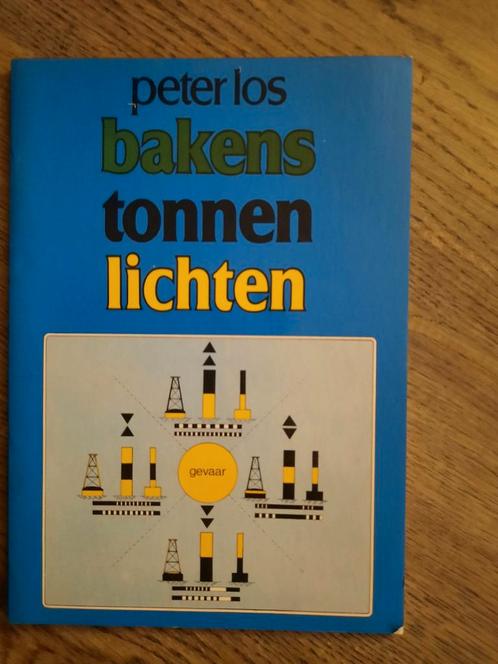 peter los
bakens
tonnen
lichten
gevaar